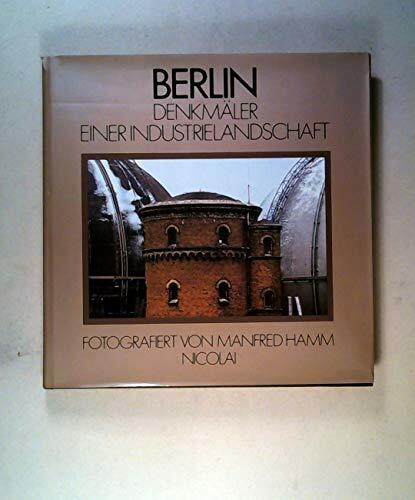 BERLIN
DENKMÄLER
EINER INDUSTRIELANDSCHAFT
FOTOGRAFIERT VON MANFRED HAMM
NICOLAI